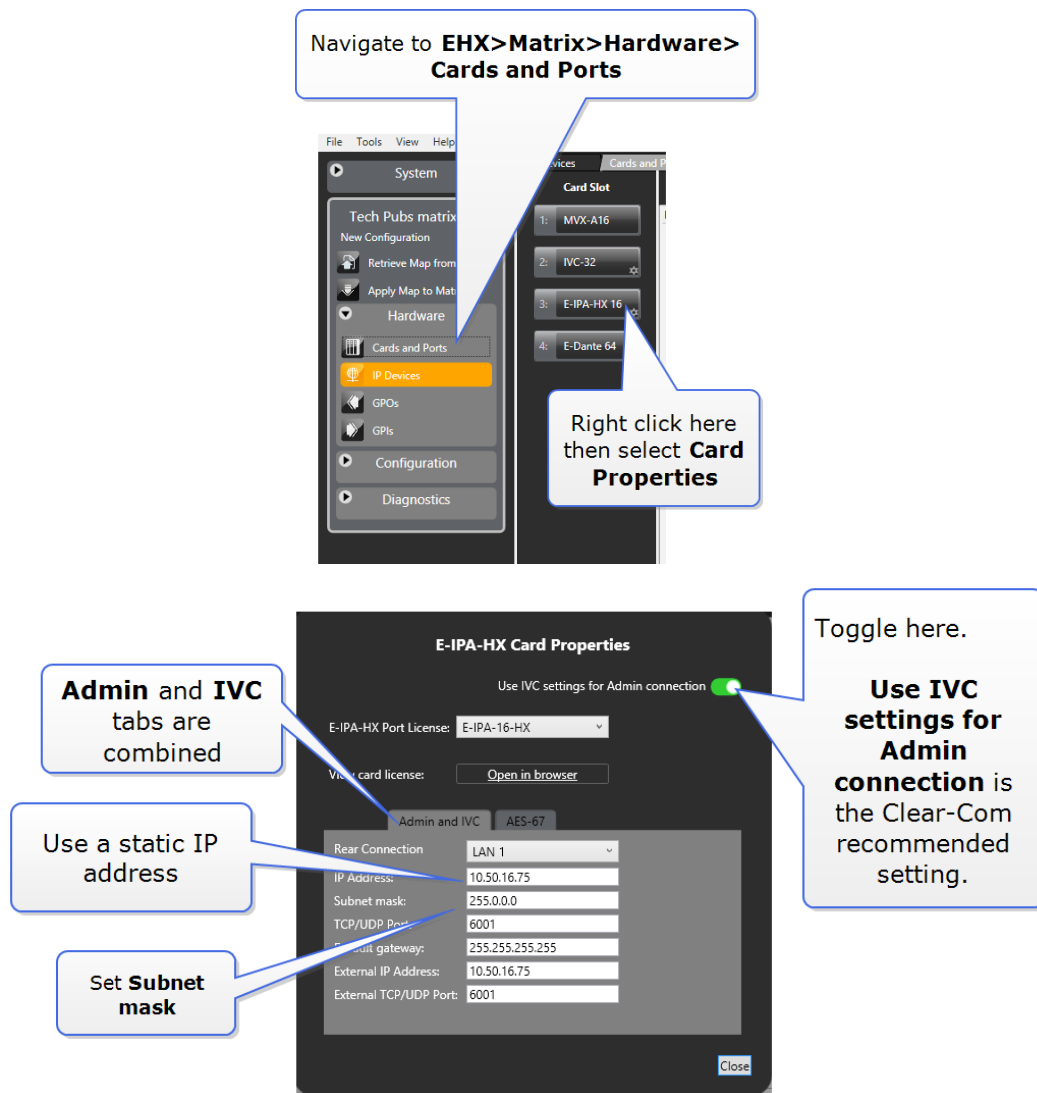 Navigate to EHX>Matrix>Hardware>
Cards and Ports
File Tools View Help
System
Cards and P
Card Slot
Tech Pubs matrix
New Configuration
1: MVX-A16
Retrieve Map from
2: IVC-32
Apply Map to Mat
Hardware
3: E-IPA-HX 16
Cards and Ports
4: E-Dante 64
IP Devices
GPOs
GPIs
Configuration
Diagnostics
Right click here
then select Card
Properties
E-IPA-HX Card Properties
Use IVC settings for Admin connection
Toggle here.
Use IVC
settings for
Admin
connection is
the Clear-Com
recommended
setting.
Admin and IVC
tabs are
combined
E-IPA-HX Port License: E-IPA-16-HX
View card license: Open in browser
Admin and IVC AES-67
Use a static IP
address
Rear Connection LAN 1
IP Address: 10.50.16.75
Subnet mask: 255.0.0.0
TCP/UDP Port: 6001
gateway: 255.255.255.255
External IP Address: 10.50.16.75
External TCP/UDP Port: 6001
Set Subnet
mask
Close